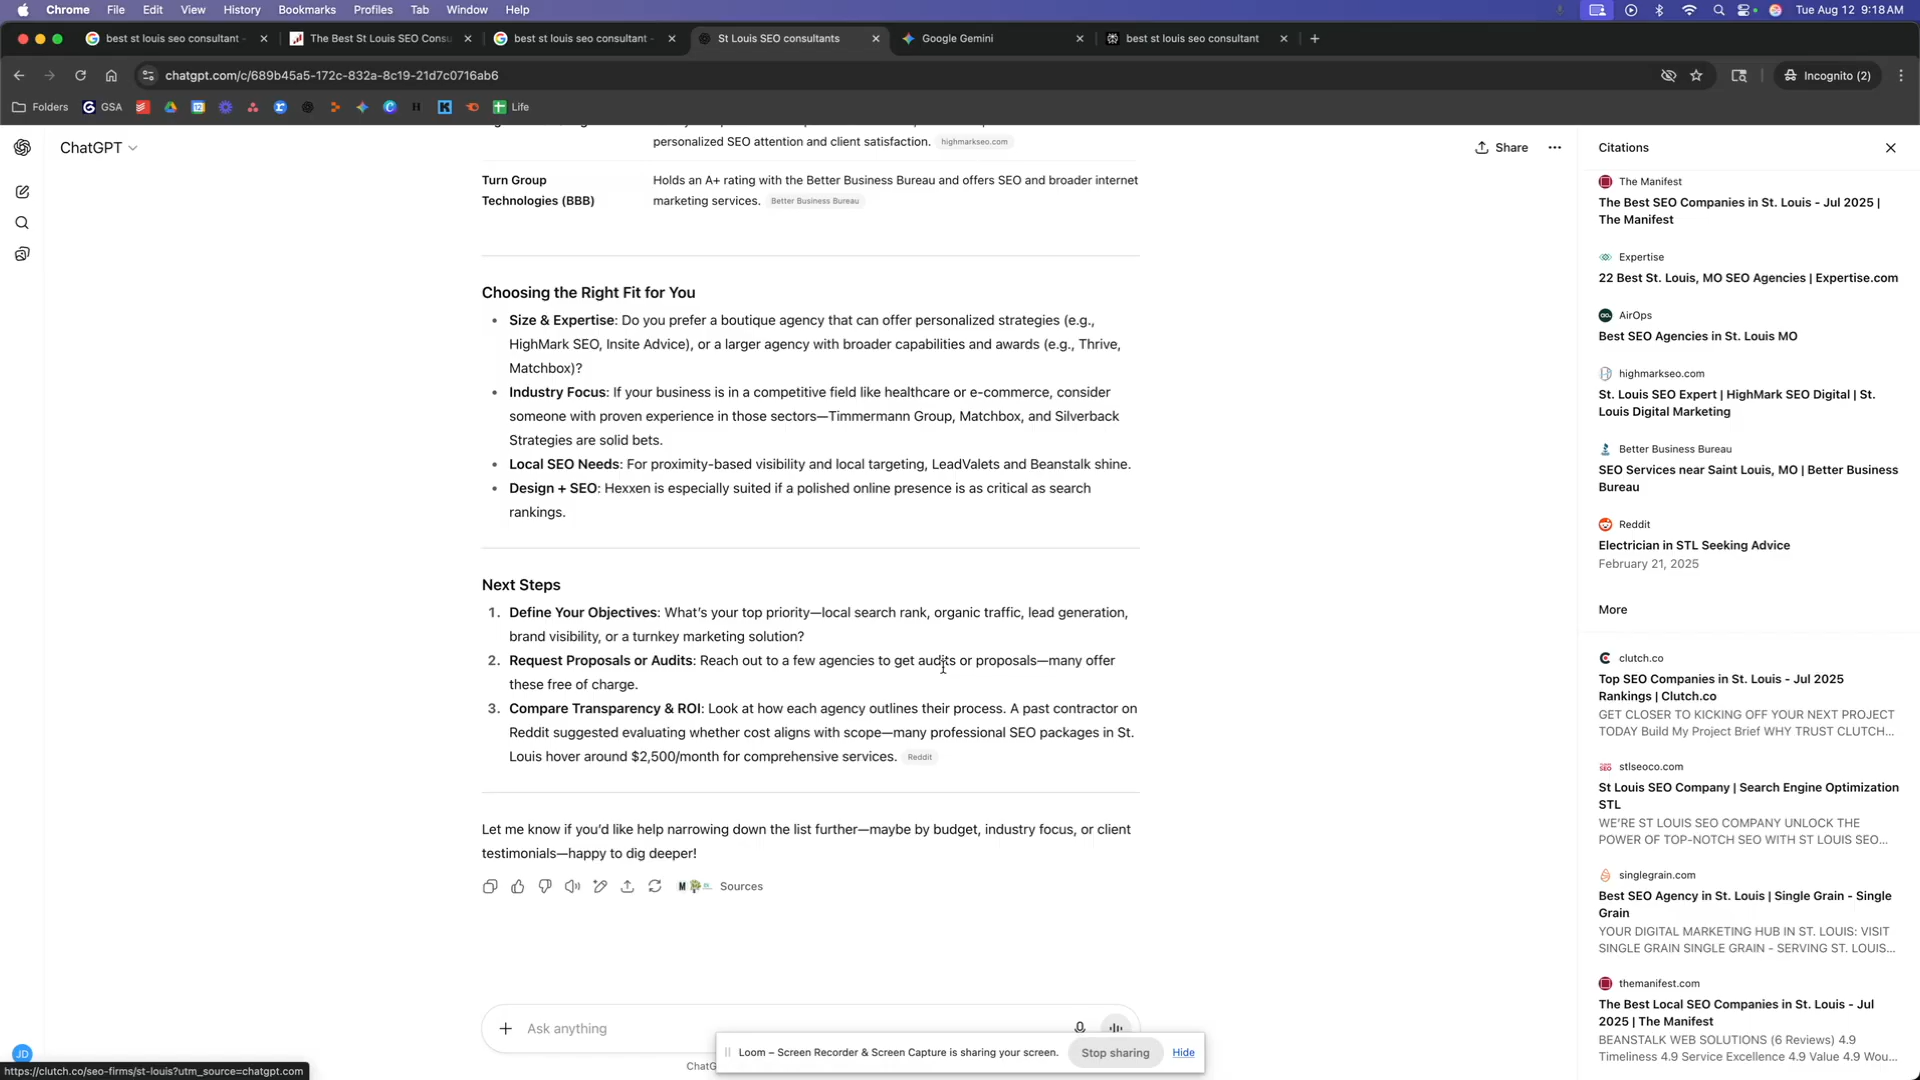 Chrome File Edit View History Bookmarks Profiles Tab Window Help
Tue Aug 12 9:18 AM
best st louis seo consultant -
The Best St Louis SEO Consu
best st louis seo consultant -
St Louis SEO consultants
Google Gemini
best st louis seo consultant
chatgpt.com/c/689b45a5-172c-832a-8c19-21d7c0716ab6
Incognito (2)
Folders
GSA
Life
ChatGPT
Share
personalized SEO attention and client satisfaction. highmarkseo.com
Turn Group Technologies (BBB)
Holds an A+ rating with the Better Business Bureau and offers SEO and broader internet
marketing services. Better Business Bureau
Choosing the Right Fit for You
• Size & Expertise: Do you prefer a boutique agency that can offer personalized strategies (e.g.,
HighMark SEO, Insite Advice), or a larger agency with broader capabilities and awards (e.g., Thrive,
Matchbox)?
• Industry Focus: If your business is in a competitive field like healthcare or e-commerce, consider
someone with proven experience in those sectors—Timmermann Group, Matchbox, and Silverback
Strategies are solid bets.
• Local SEO Needs: For proximity-based visibility and local targeting, LeadValets and Beanstalk shine.
• Design + SEO: Hexxen is especially suited if a polished online presence is as critical as search
rankings.
Next Steps
1. Define Your Objectives: What's your top priority—local search rank, organic traffic, lead generation,
brand visibility, or a turnkey marketing solution?
2. Request Proposals or Audits: Reach out to a few agencies to get audits or proposals—many offer
these free of charge.
3. Compare Transparency & ROI: Look at how each agency outlines their process. A past contractor on
Reddit suggested evaluating whether cost aligns with scope—many professional SEO packages in St.
Louis hover around $2,500/month for comprehensive services. Reddit
Let me know if you'd like help narrowing down the list further—maybe by budget, industry focus, or client
testimonials—happy to dig deeper!
Sources
Ask anything
ChatG
Loom – Screen Recorder & Screen Capture is sharing your screen.
Stop sharing
Hide
JD
https://clutch.co/seo-firms/st-louis?utm_source=chatgpt.com
Citations
The Manifest
The Best SEO Companies in St. Louis - Jul 2025 |
The Manifest
Expertise
22 Best St. Louis, MO SEO Agencies | Expertise.com
AirOps
Best SEO Agencies in St. Louis MO
highmarkseo.com
St. Louis SEO Expert | HighMark SEO Digital | St.
Louis Digital Marketing
Better Business Bureau
SEO Services near Saint Louis, MO | Better Business
Bureau
Reddit
Electrician in STL Seeking Advice
February 21, 2025
More
clutch.co
Top SEO Companies in St. Louis - Jul 2025
Rankings | Clutch.co
GET CLOSER TO KICKING OFF YOUR NEXT PROJECT
TODAY Build My Project Brief WHY TRUST CLUTCH...
stlseoco.com
St Louis SEO Company | Search Engine Optimization
STL
WE'RE ST LOUIS SEO COMPANY UNLOCK THE
POWER OF TOP-NOTCH SEO WITH ST LOUIS SEO...
singlegrain.com
Best SEO Agency in St. Louis | Single Grain - Single
Grain
YOUR DIGITAL MARKETING HUB IN ST. LOUIS: VISIT
SINGLE GRAIN SINGLE GRAIN - SERVING ST. LOUIS...
themanifest.com
The Best Local SEO Companies in St. Louis - Jul
2025 | The Manifest
BEANSTALK WEB SOLUTIONS (6 Reviews) 4.9
Timeliness 4.9 Service Excellence 4.9 Value 4.9 Wou...